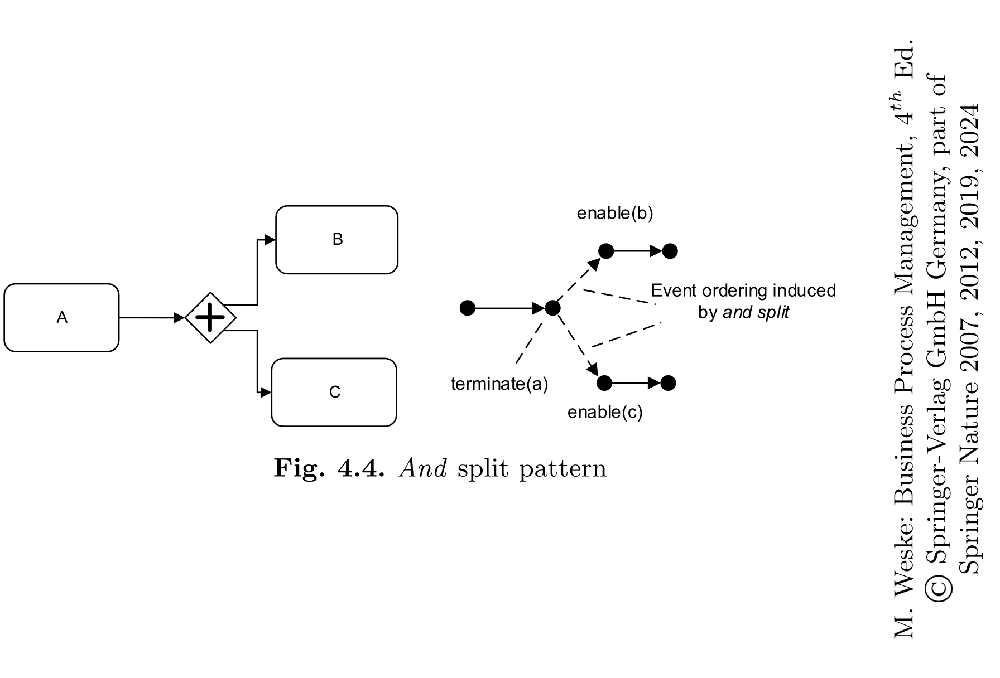 A
B
C
enable(b)
Event ordering induced
by and split
terminate(a)
enable(c)
Fig. 4.4. And split pattern
M. Weske: Business Process Management, 4th Ed.
© Springer-Verlag GmbH Germany, part of
Springer Nature 2007, 2012, 2019, 2024